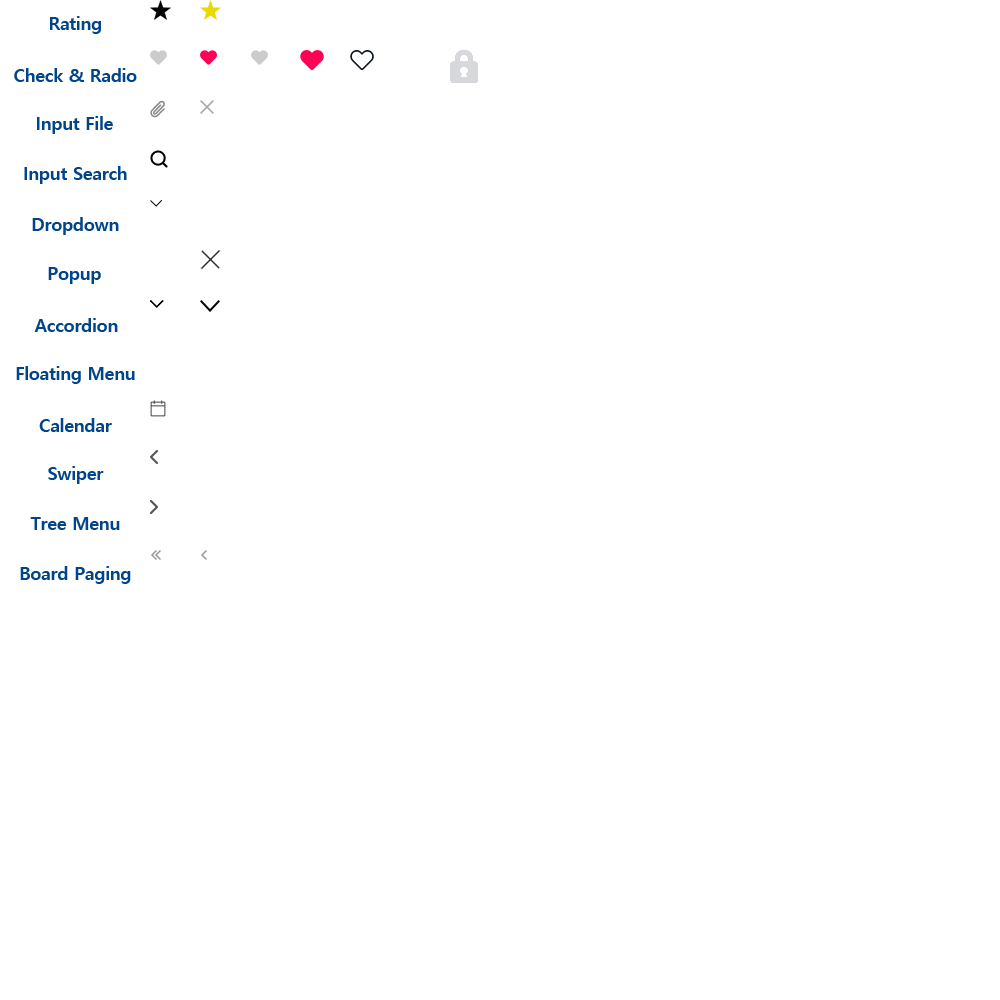 Rating
Check & Radio
Input File
Input Search
Dropdown
Popup
Accordion
Floating Menu
Calendar
Swiper
Tree Menu
Board Paging